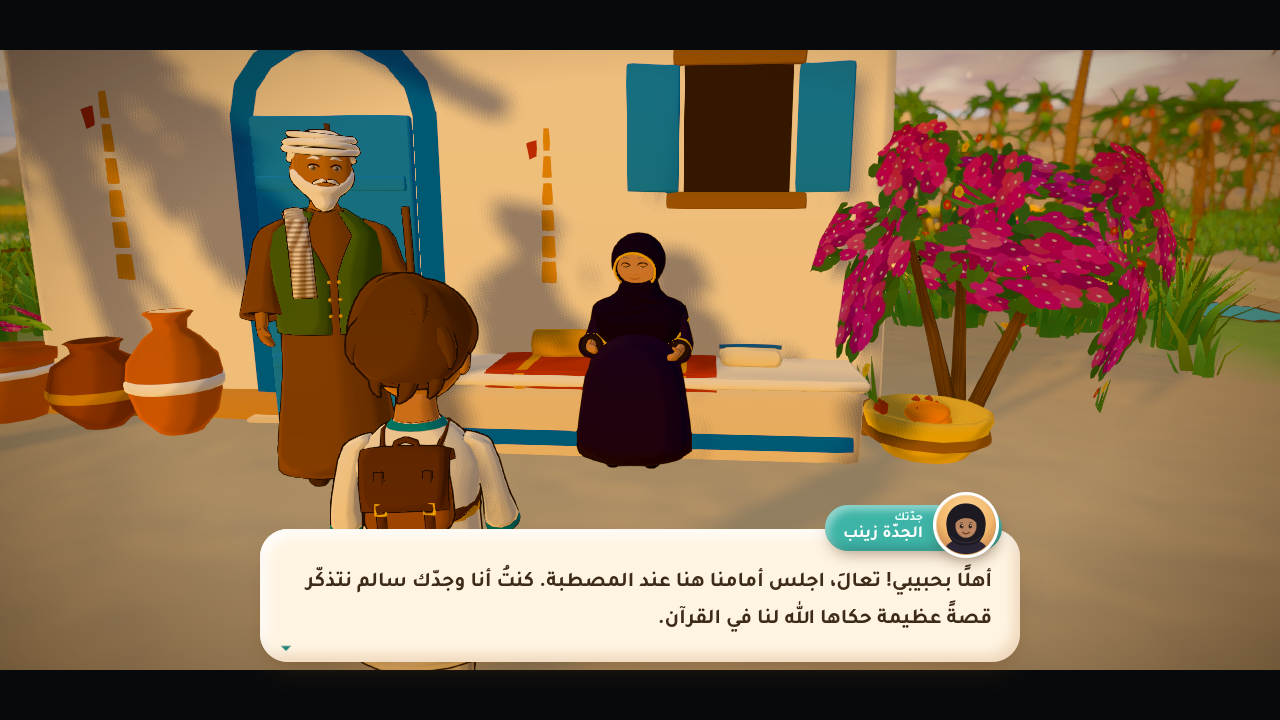 جدّتك
الجدّة زينب
أهلًا بحبيبي! تعالَ، اجلس أمامنا هنا عند المصطبة. كنتُ أنا وجدّك سالم نتذكّر
قصةً عظيمة حكاها الله لنا في القرآن.